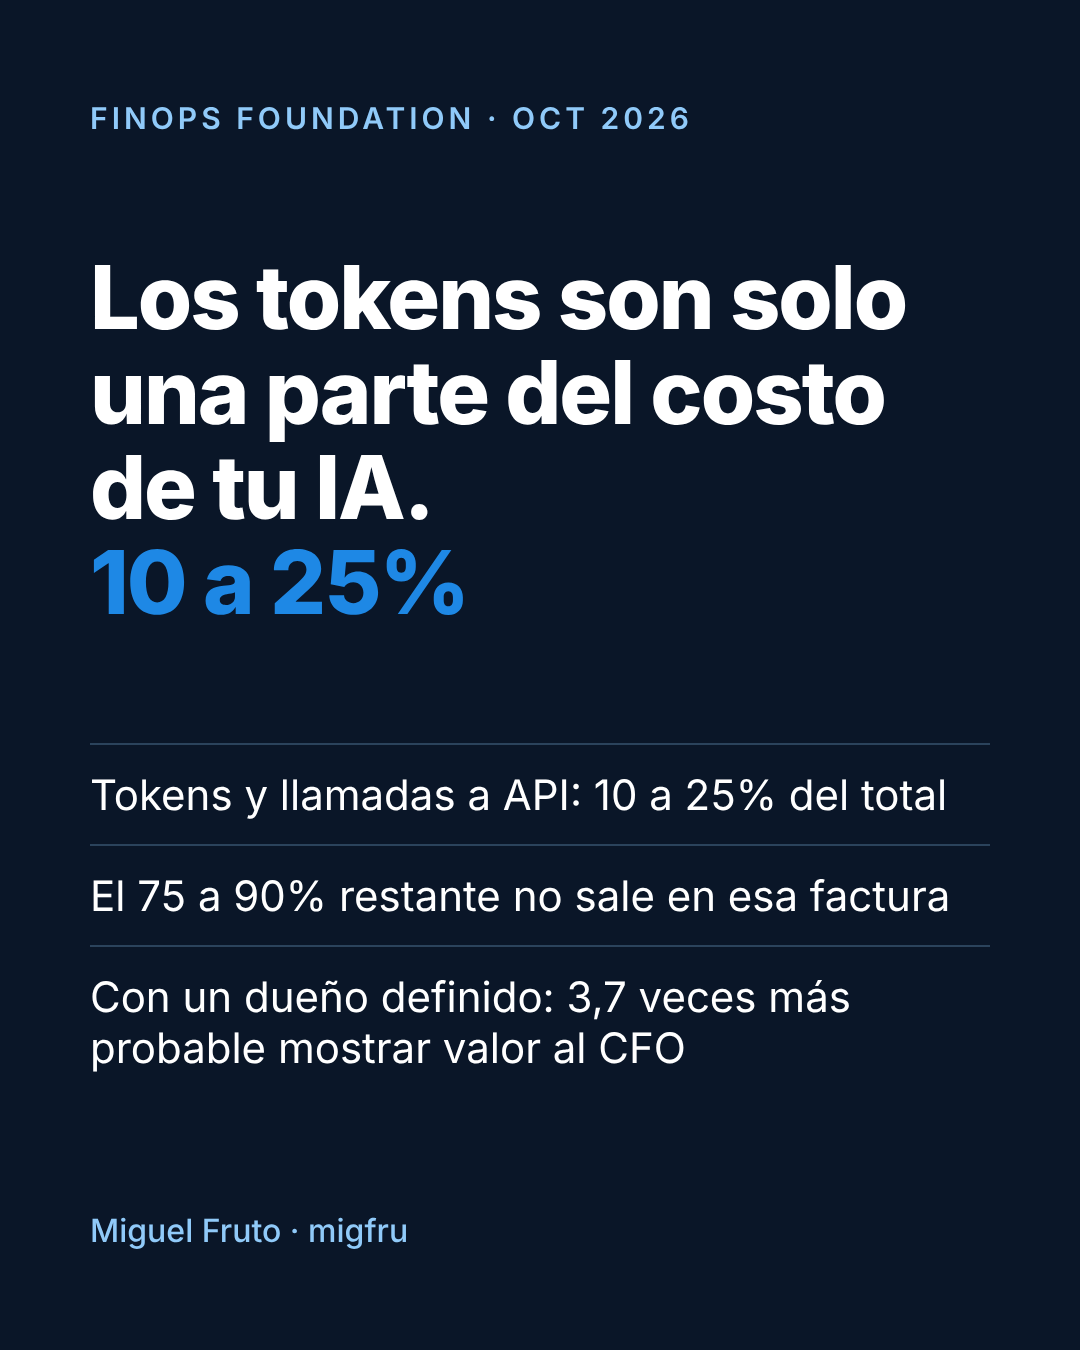 FINOPS FOUNDATION · OCT 2026
Los tokens son solo
una parte del costo
de tu IA.
10 a 25%
Tokens y llamadas a API: 10 a 25% del total
El 75 a 90% restante no sale en esa factura
Con un dueño definido: 3,7 veces más
probable mostrar valor al CFO
Miguel Fruto · migfru